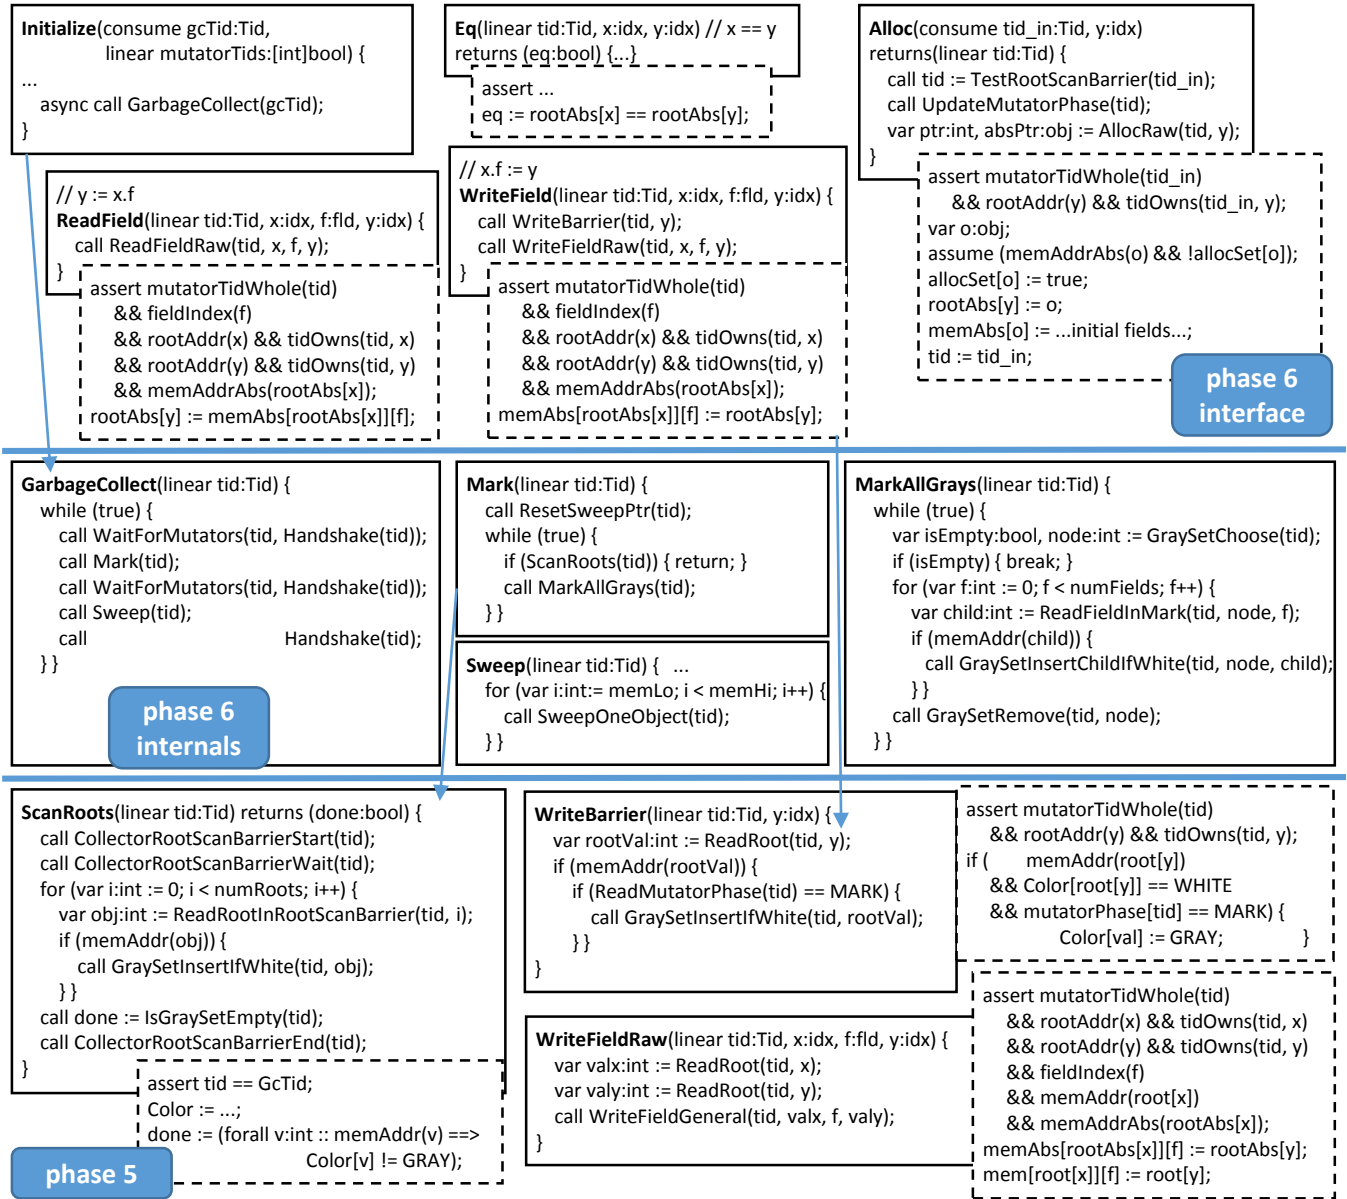 Initialize(consume gcTid:Tid,
linear mutatorTids:[int]bool) {
...
async call GarbageCollect(gcTid);
}
Eq(linear tid:Tid, x:idx, y:idx) // x == y
returns (eq:bool) {...}
assert ...
eq := rootAbs[x] == rootAbs[y];
Alloc(consume tid_in:Tid, y:idx)
returns(linear tid:Tid) {
call tid := TestRootScanBarrier(tid_in);
call UpdateMutatorPhase(tid);
var ptr:int, absPtr:obj := AllocRaw(tid, y);
}
assert mutatorTidWhole(tid_in)
&& rootAddr(y) && tidOwns(tid_in, y);
var o:obj;
assume (memAddrAbs(o) && !allocSet[o]);
allocSet[o] := true;
rootAbs[y] := o;
memAbs[o] := ...initial fields...;
tid := tid_in;
phase 6
interface
// y := x.f
ReadField(linear tid:Tid, x:idx, f:fld, y:idx) {
call ReadFieldRaw(tid, x, f, y);
}
assert mutatorTidWhole(tid)
&& fieldIndex(f)
&& rootAddr(x) && tidOwns(tid, x)
&& rootAddr(y) && tidOwns(tid, y)
&& memAddrAbs(rootAbs[x]);
rootAbs[y] := memAbs[rootAbs[x]][f];
// x.f := y
WriteField(linear tid:Tid, x:idx, f:fld, y:idx) {
call WriteBarrier(tid, y);
call WriteFieldRaw(tid, x, f, y);
}
assert mutatorTidWhole(tid)
&& fieldIndex(f)
&& rootAddr(x) && tidOwns(tid, x)
&& rootAddr(y) && tidOwns(tid, y)
&& memAddrAbs(rootAbs[x]);
memAbs[rootAbs[x]][f] := rootAbs[y];
GarbageCollect(linear tid:Tid) {
while (true) {
call WaitForMutators(tid, Handshake(tid));
call Mark(tid);
call WaitForMutators(tid, Handshake(tid));
call Sweep(tid);
call Handshake(tid);
} }
phase 6
internals
Mark(linear tid:Tid) {
call ResetSweepPtr(tid);
while (true) {
if (ScanRoots(tid)) { return; }
call MarkAllGrays(tid);
} }
Sweep(linear tid:Tid) { ...
for (var i:int:= memLo; i < memHi; i++) {
call SweepOneObject(tid);
} }
MarkAllGrays(linear tid:Tid) {
while (true) {
var isEmpty:bool, node:int := GraySetChoose(tid);
if (isEmpty) { break; }
for (var f:int := 0; f < numFields; f++) {
var child:int := ReadFieldInMark(tid, node, f);
if (memAddr(child)) {
call GraySetInsertChildIfWhite(tid, node, child);
} }
call GraySetRemove(tid, node);
} }
ScanRoots(linear tid:Tid) returns (done:bool) {
call CollectorRootScanBarrierStart(tid);
call CollectorRootScanBarrierWait(tid);
for (var i:int := 0; i < numRoots; i++) {
var obj:int := ReadRootInRootScanBarrier(tid, i);
if (memAddr(obj)) {
call GraySetInsertIfWhite(tid, obj);
} }
call done := IsGraySetEmpty(tid);
call CollectorRootScanBarrierEnd(tid);
}
assert tid == GcTid;
Color := ...;
done := (forall v:int :: memAddr(v) ==>
Color[v] != GRAY);
phase 5
WriteBarrier(linear tid:Tid, y:idx) {
var rootVal:int := ReadRoot(tid, y);
if (memAddr(rootVal)) {
if (ReadMutatorPhase(tid) == MARK) {
call GraySetInsertIfWhite(tid, rootVal);
} }
}
assert mutatorTidWhole(tid)
&& rootAddr(y) && tidOwns(tid, y);
if ( memAddr(root[y])
&& Color[root[y]] == WHITE
&& mutatorPhase[tid] == MARK) {
Color[val] := GRAY; }
WriteFieldRaw(linear tid:Tid, x:idx, f:fld, y:idx) {
var valx:int := ReadRoot(tid, x);
var valy:int := ReadRoot(tid, y);
call WriteFieldGeneral(tid, valx, f, valy);
}
assert mutatorTidWhole(tid)
&& rootAddr(x) && tidOwns(tid, x)
&& rootAddr(y) && tidOwns(tid, y)
&& fieldIndex(f)
&& memAddr(root[x])
&& memAddrAbs(rootAbs[x]);
memAbs[rootAbs[x]][f] := rootAbs[y];
mem[root[x]][f] := root[y];